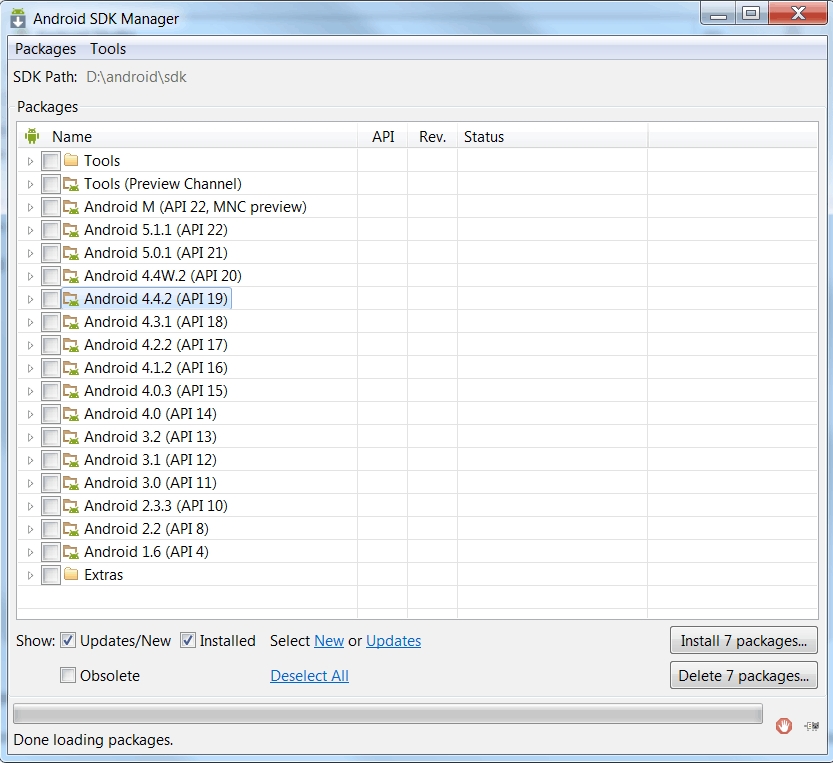 Android SDK Manager
Packages Tools
SDK Path: D:\android\sdk
Packages
Name API Rev. Status
Tools
Tools (Preview Channel)
Android M (API 22, MNC preview)
Android 5.1.1 (API 22)
Android 5.0.1 (API 21)
Android 4.4W.2 (API 20)
Android 4.4.2 (API 19)
Android 4.3.1 (API 18)
Android 4.2.2 (API 17)
Android 4.1.2 (API 16)
Android 4.0.3 (API 15)
Android 4.0 (API 14)
Android 3.2 (API 13)
Android 3.1 (API 12)
Android 3.0 (API 11)
Android 2.3.3 (API 10)
Android 2.2 (API 8)
Android 1.6 (API 4)
Extras
Show: Updates/New Installed Select New or Updates Install 7 packages...
Obsolete Deselect All Delete 7 packages...
Done loading packages.